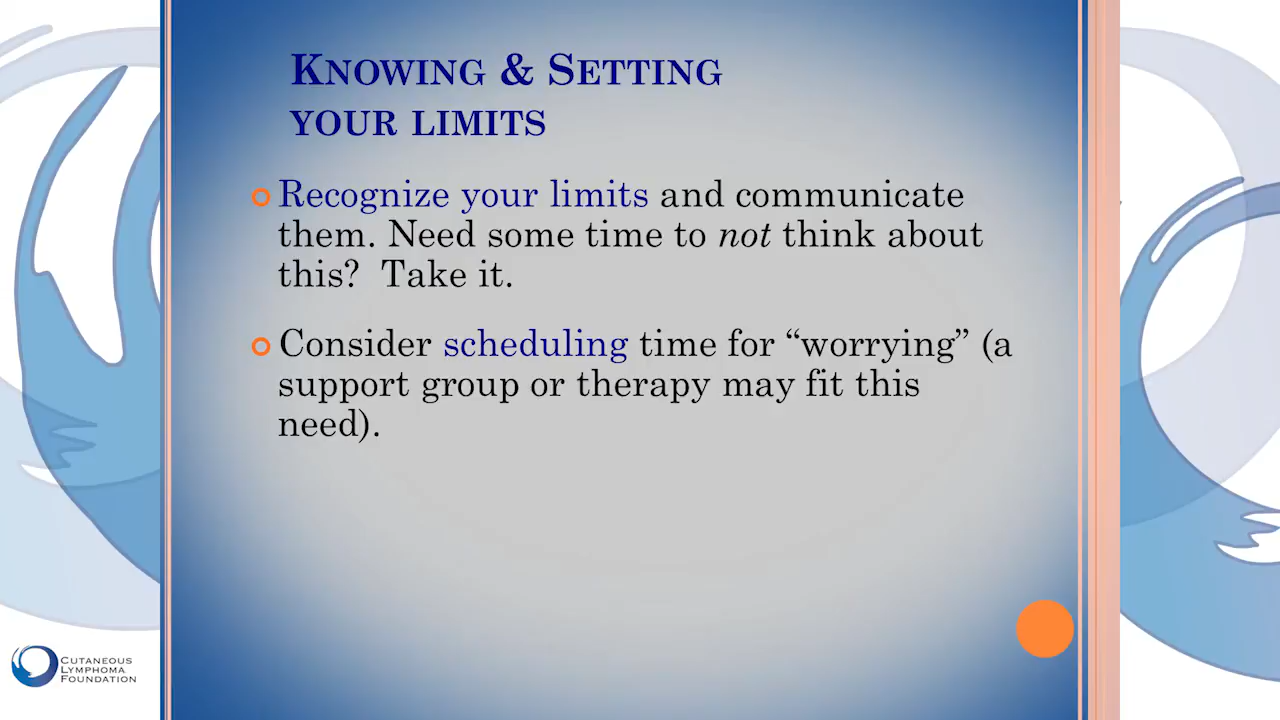 KNOWING & SETTING
YOUR LIMITS
Recognize your limits and communicate
them. Need some time to not think about
this? Take it.
Consider scheduling time for “worrying” (a
support group or therapy may fit this
need).
CUTANEOUS
LYMPHOMA
FOUNDATION